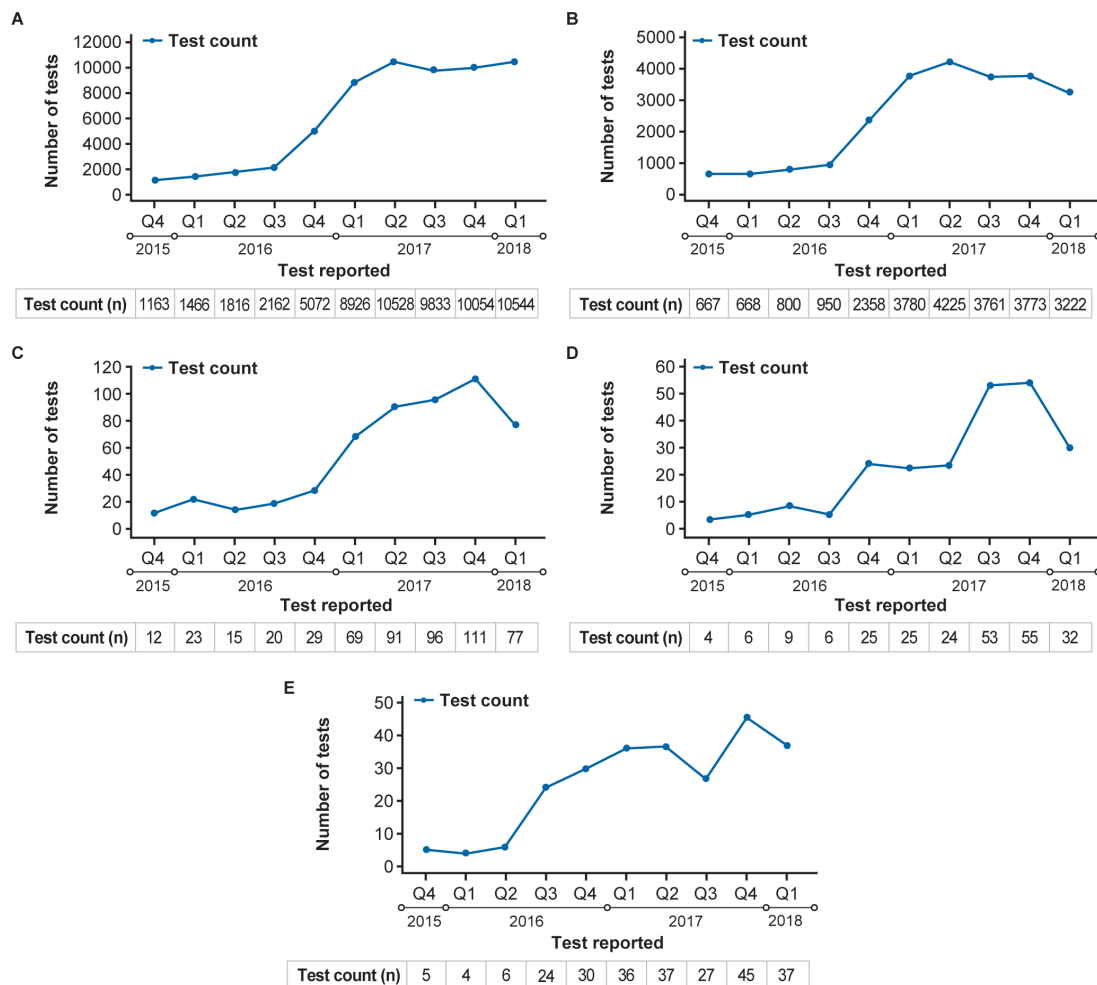 A
Test count
Number of tests
12000
10000
8000
6000
4000
2000
0
Q4 Q1 Q2 Q3 Q4 Q1 Q2 Q3 Q4 Q1
2015 2016 2017 2018
Test reported
Test count (n) 1163 1466 1816 2162 5072 8926 10528 9833 10054 10544
B
Test count
Number of tests
5000
4000
3000
2000
1000
0
Q4 Q1 Q2 Q3 Q4 Q1 Q2 Q3 Q4 Q1
2015 2016 2017 2018
Test reported
Test count (n) 667 668 800 950 2358 3780 4225 3761 3773 3222
C
Test count
Number of tests
120
100
80
60
40
20
0
Q4 Q1 Q2 Q3 Q4 Q1 Q2 Q3 Q4 Q1
2015 2016 2017 2018
Test reported
Test count (n) 12 23 15 20 29 69 91 96 111 77
D
Test count
Number of tests
60
50
40
30
20
10
0
Q4 Q1 Q2 Q3 Q4 Q1 Q2 Q3 Q4 Q1
2015 2016 2017 2018
Test reported
Test count (n) 4 6 9 6 25 25 24 53 55 32
E
Test count
Number of tests
50
40
30
20
10
0
Q4 Q1 Q2 Q3 Q4 Q1 Q2 Q3 Q4 Q1
2015 2016 2017 2018
Test reported
Test count (n) 5 4 6 24 30 36 37 27 45 37